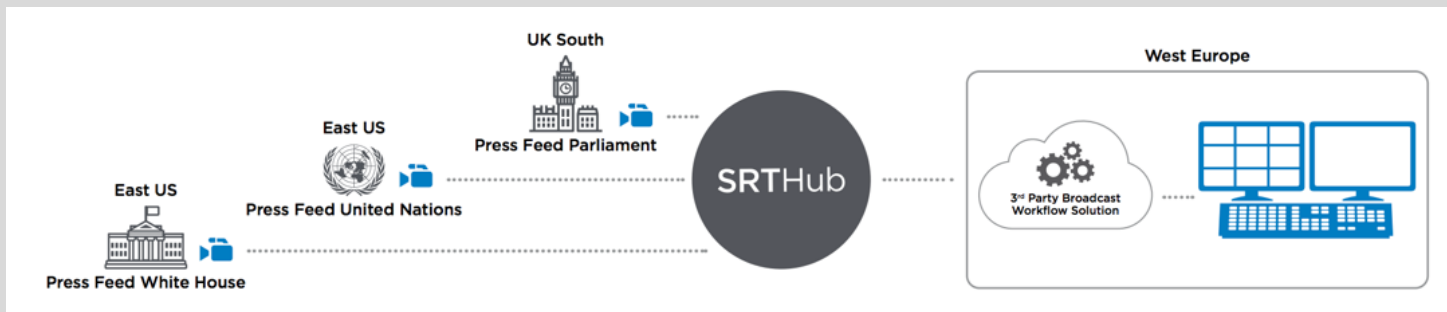 UK South
Press Feed Parliament
East US
Press Feed United Nations
East US
Press Feed White House
SRTHub
West Europe
3rd Party Broadcast
Workflow Solution